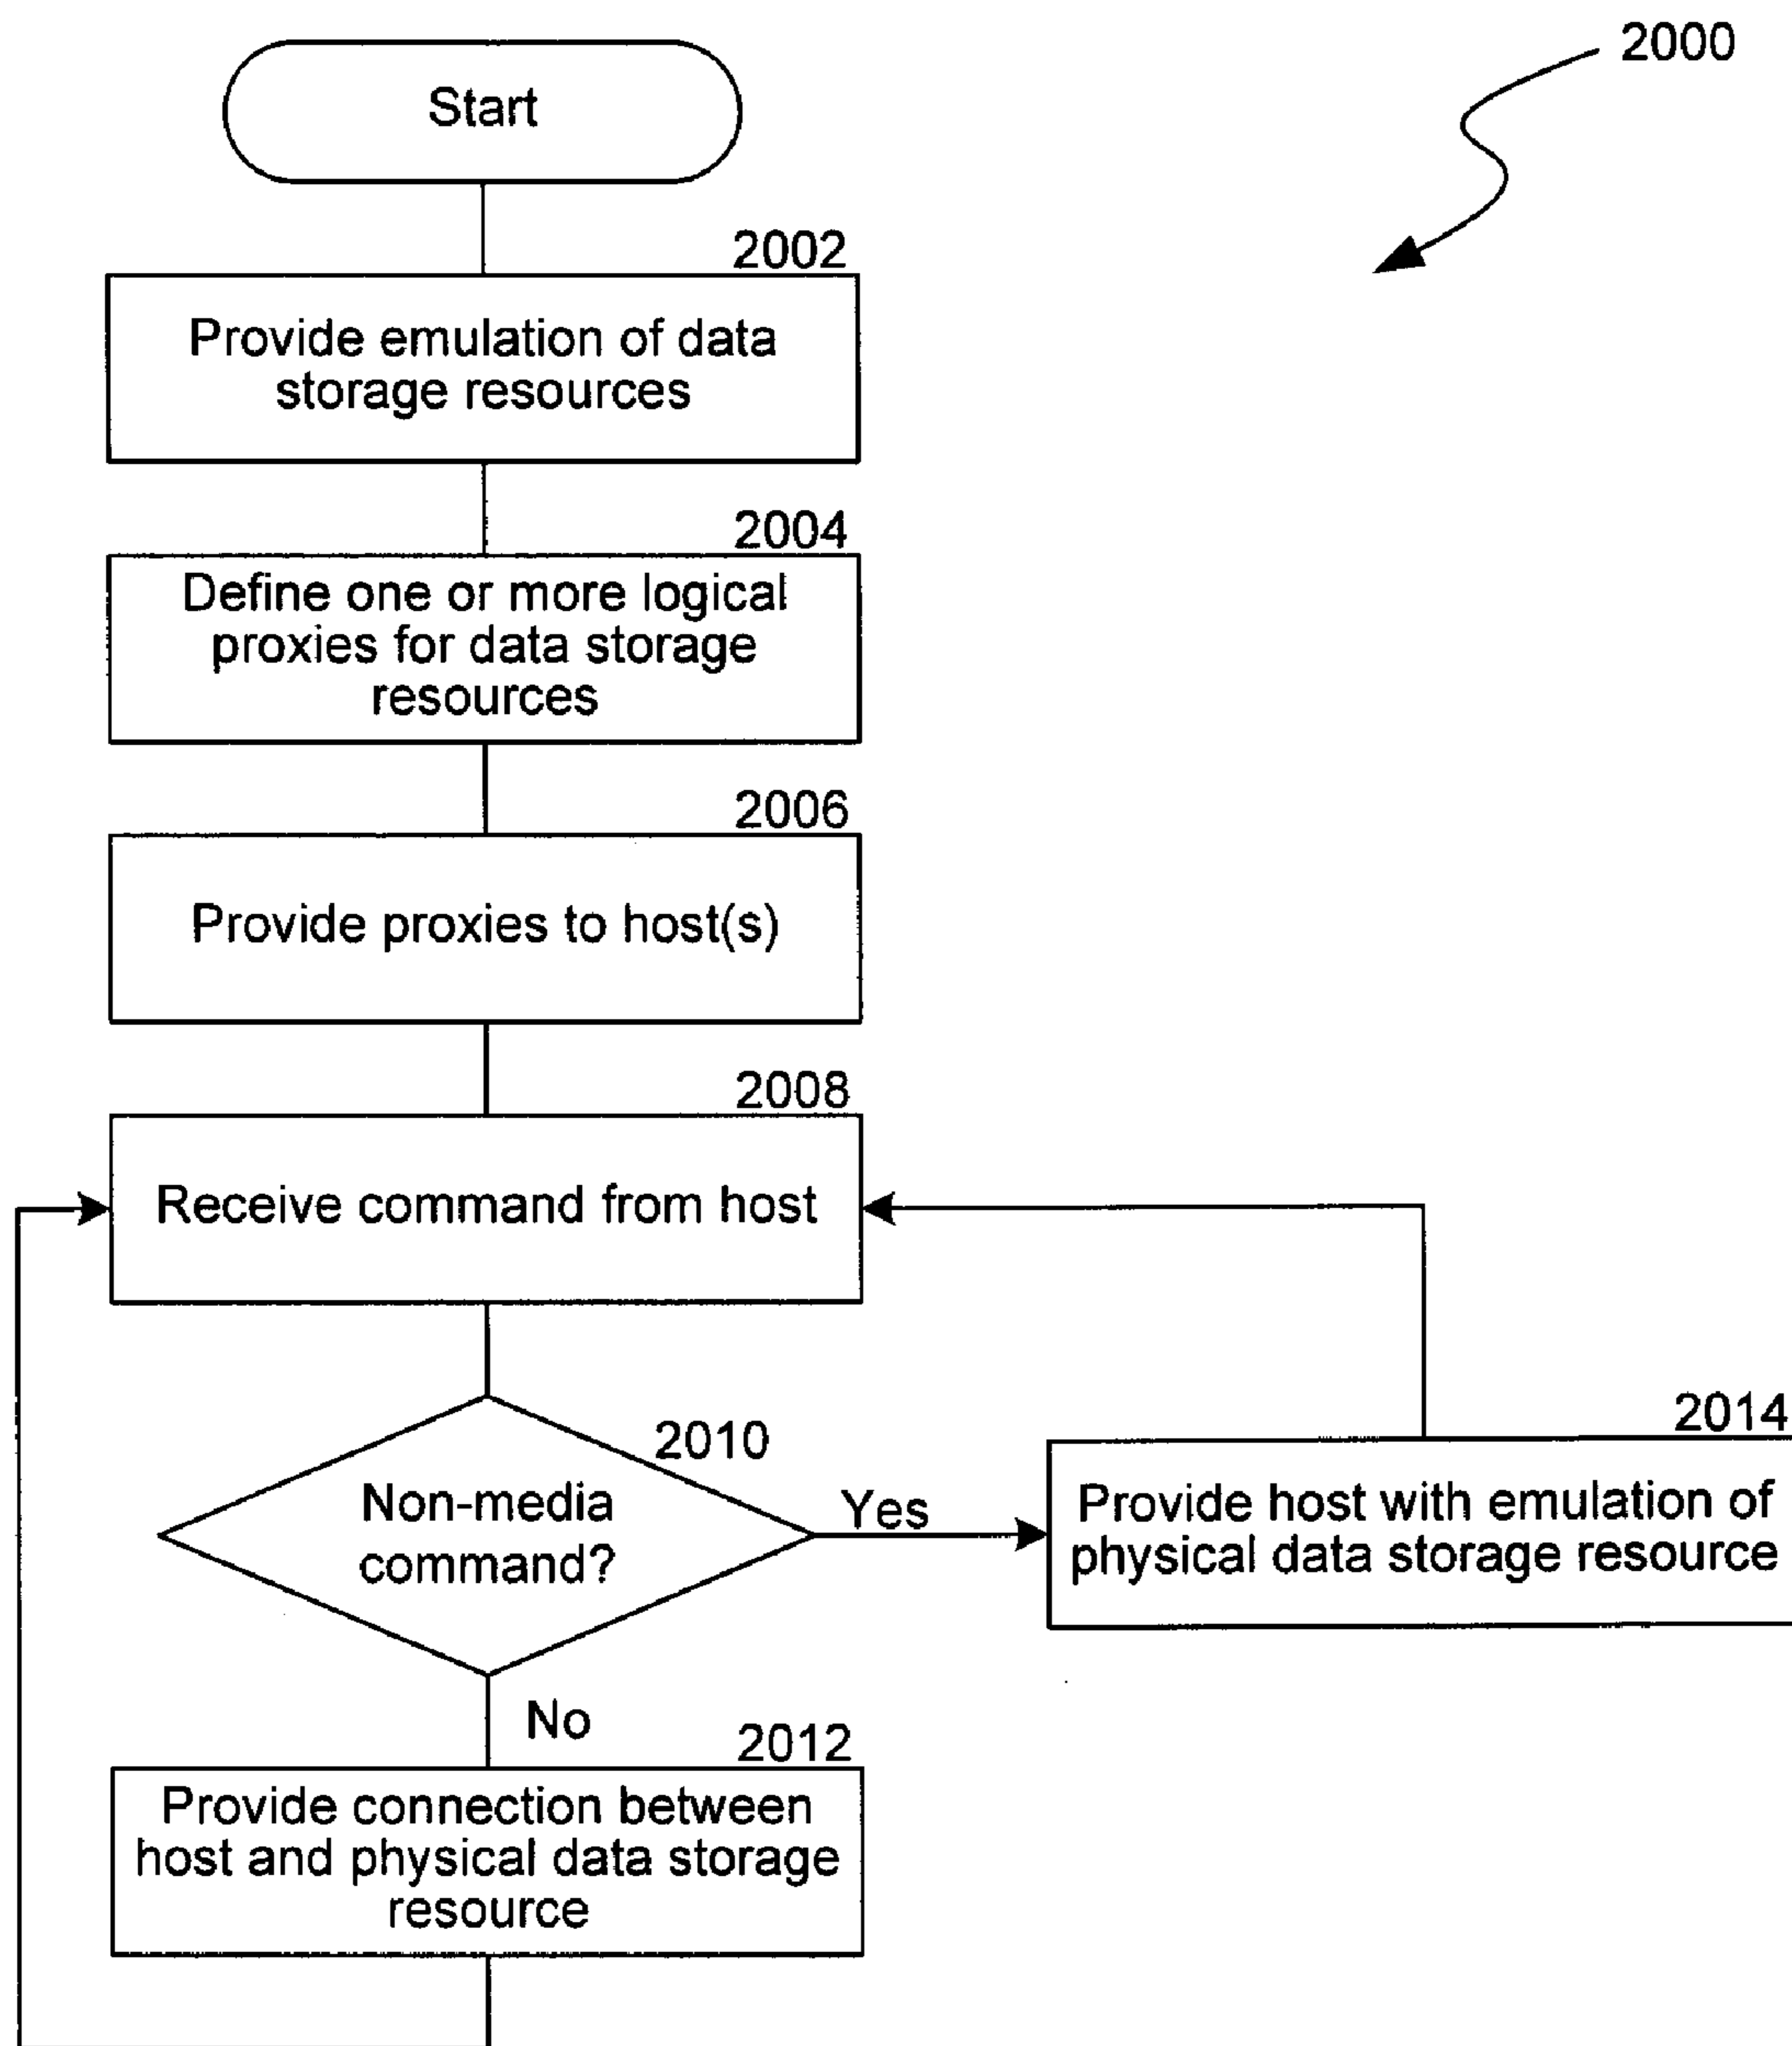 2000
Start
2002
Provide emulation of data
storage resources
2004
Define one or more logical
proxies for data storage
resources
2006
Provide proxies to host(s)
2008
Receive command from host
2010
Non-media
command?
Yes
2014
Provide host with emulation of
physical data storage resource
No
2012
Provide connection between
host and physical data storage
resource